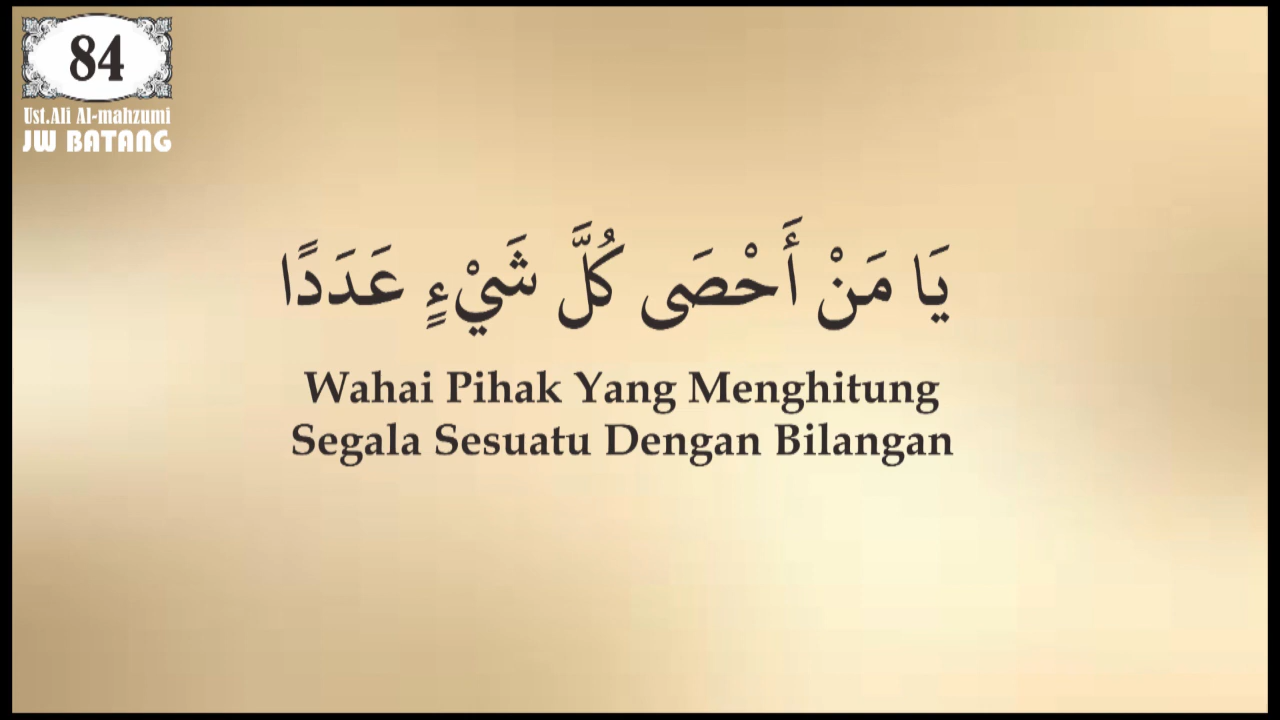 84
Ust.Ali Al-mahzumi
JW BATANG
يَا مَنْ أَحْصَى كُلَّ شَيْءٍ عَدَدًا
Wahai Pihak Yang Menghitung
Segala Sesuatu Dengan Bilangan